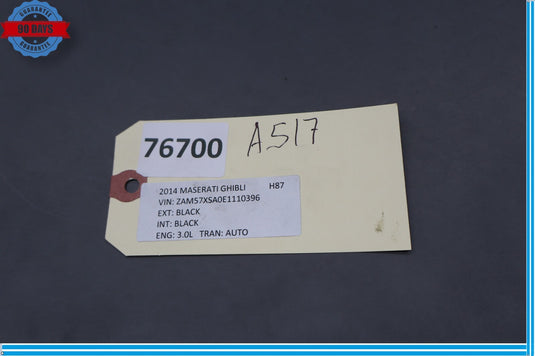 GUARANTEE
90 DAYS
GUARANTEE
76700
A517
2014 MASERATI GHIBLI H87
VIN: ZAM57XSA0E1110396
EXT: BLACK
INT: BLACK
ENG: 3.0L TRAN: AUTO